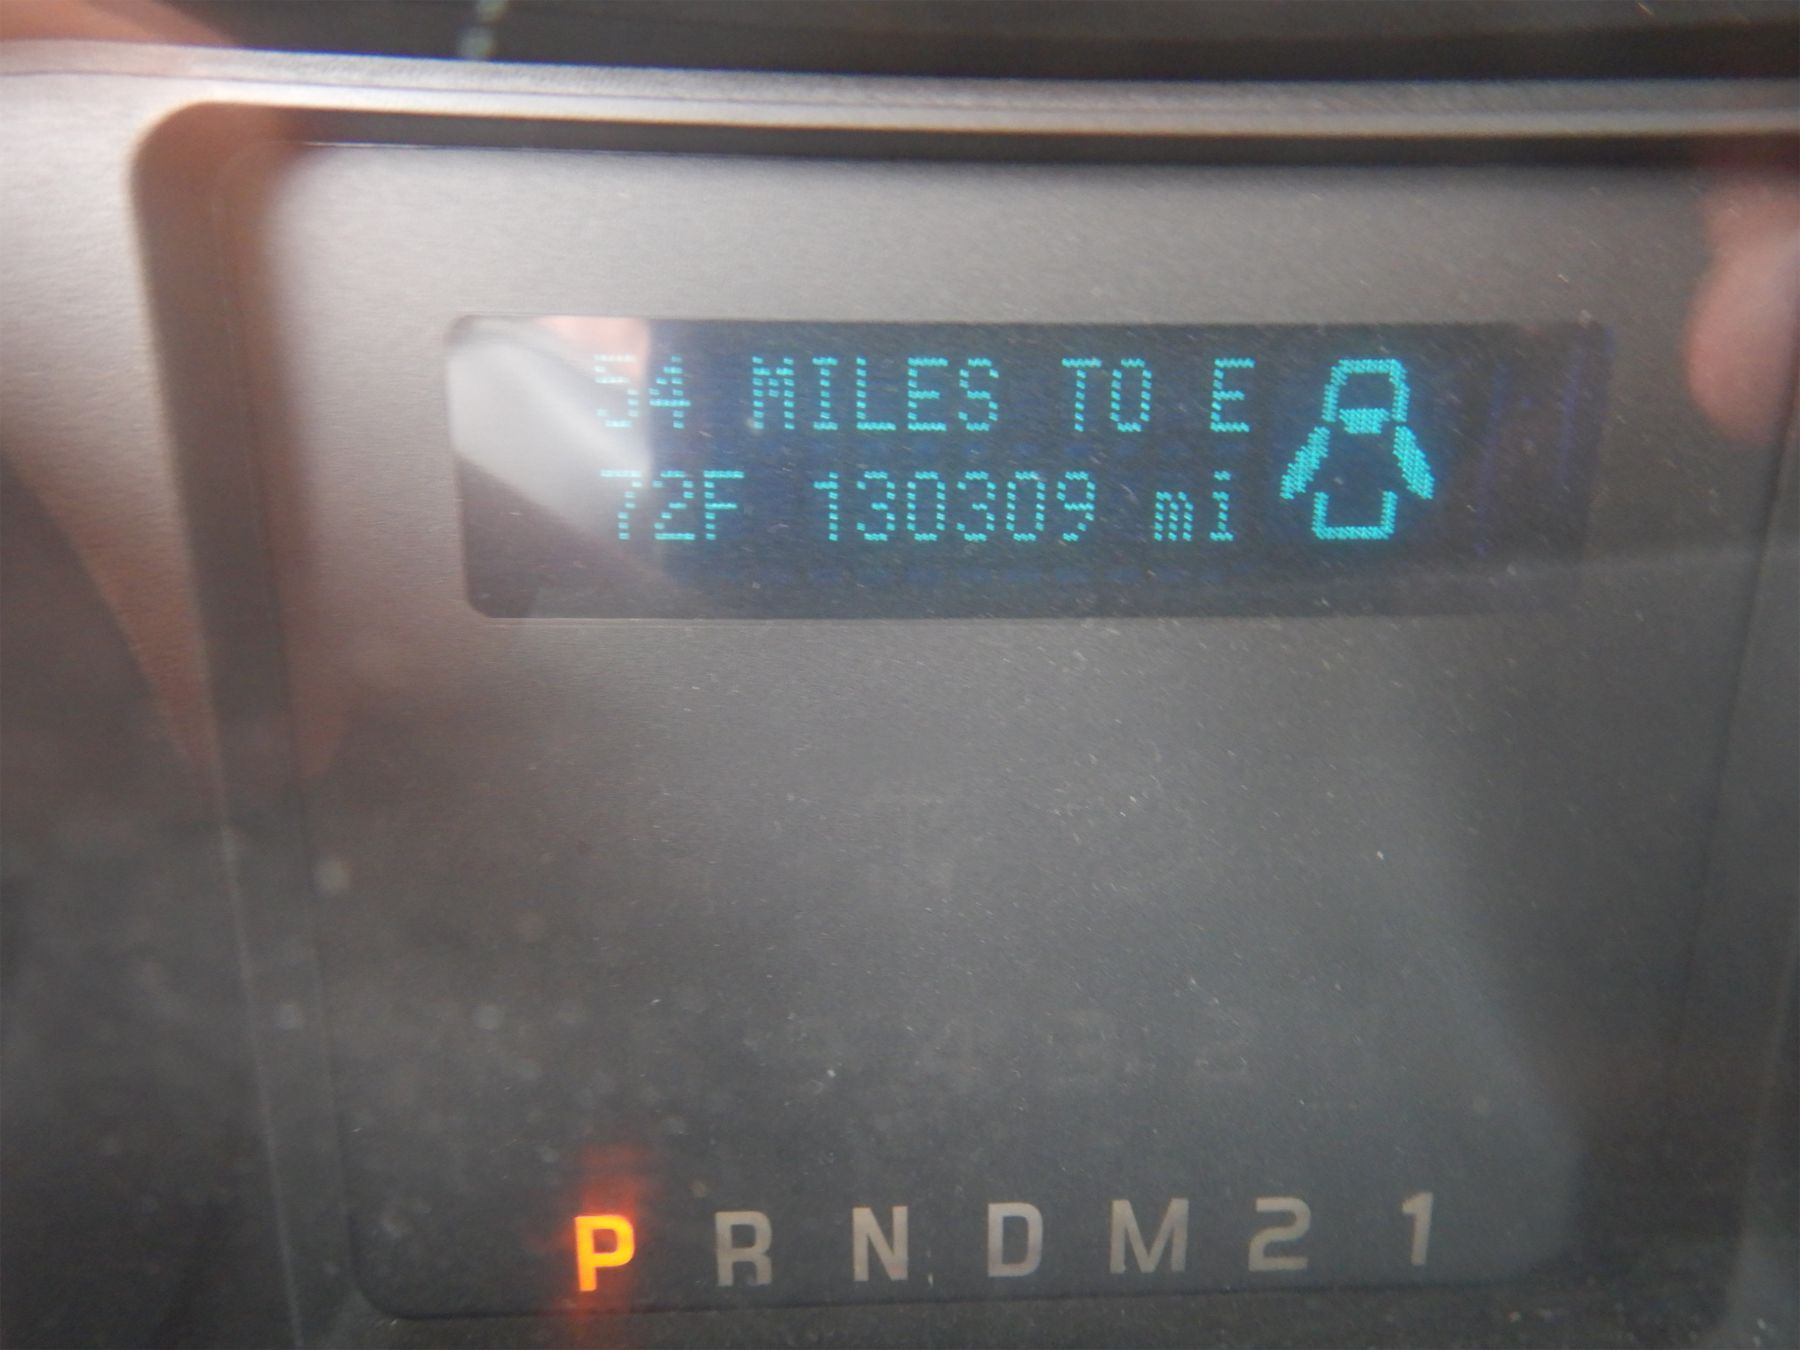 54 MILES TO E
72F 130309 mi
P R N D M 2 1